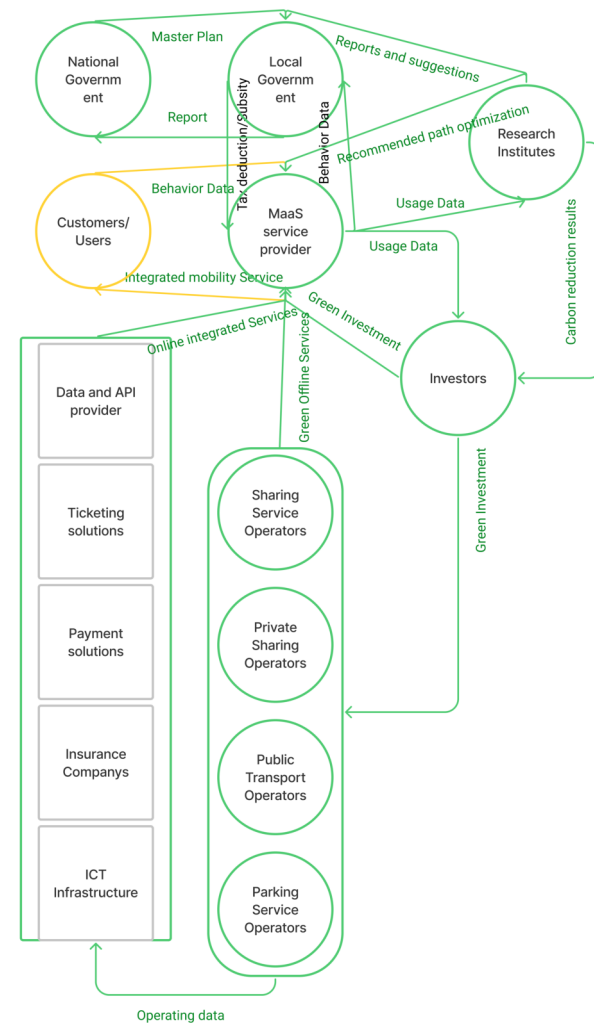 Master Plan
National
Governm
ent
Local
Governm
ent
Reports and suggestions
Report
Tax deduction/Subsity
Behavior Data
Recommended path optimization
Research
Institutes
Behavior Data
Customers/
Users
MaaS
service
provider
Usage Data
Usage Data
Carbon reduction results
Integrated mobility Service
Online integrated Services
Green Offline Services
Green Investment
Investors
Data and API
provider
Green Investment
Sharing
Service
Operators
Ticketing
solutions
Payment
solutions
Private
Sharing
Operators
Insurance
Companys
Public
Transport
Operators
ICT
Infrastructure
Parking
Service
Operators
Operating data